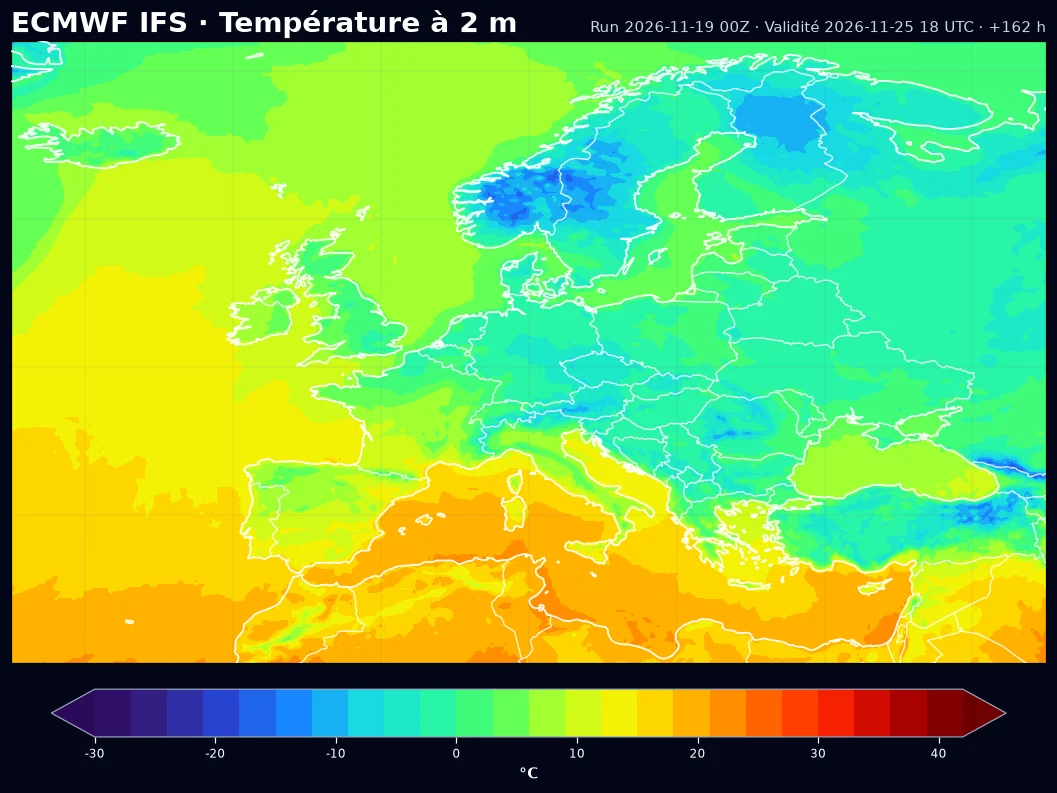 ECMWF IFS · Température à 2 m
Run 2026-11-19 00Z · Validité 2026-11-25 18 UTC · +162 h
-30 -20 -10 0 10 20 30 40
°C